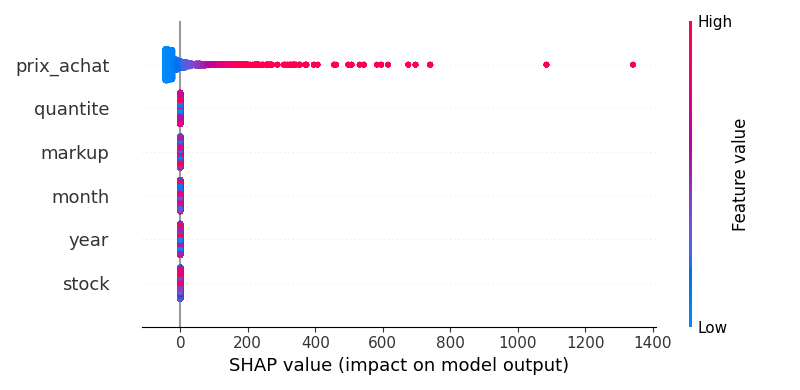 High
prix_achat
quantite
markup
month
year
stock
Feature value
Low
0 200 400 600 800 1000 1200 1400
SHAP value (impact on model output)